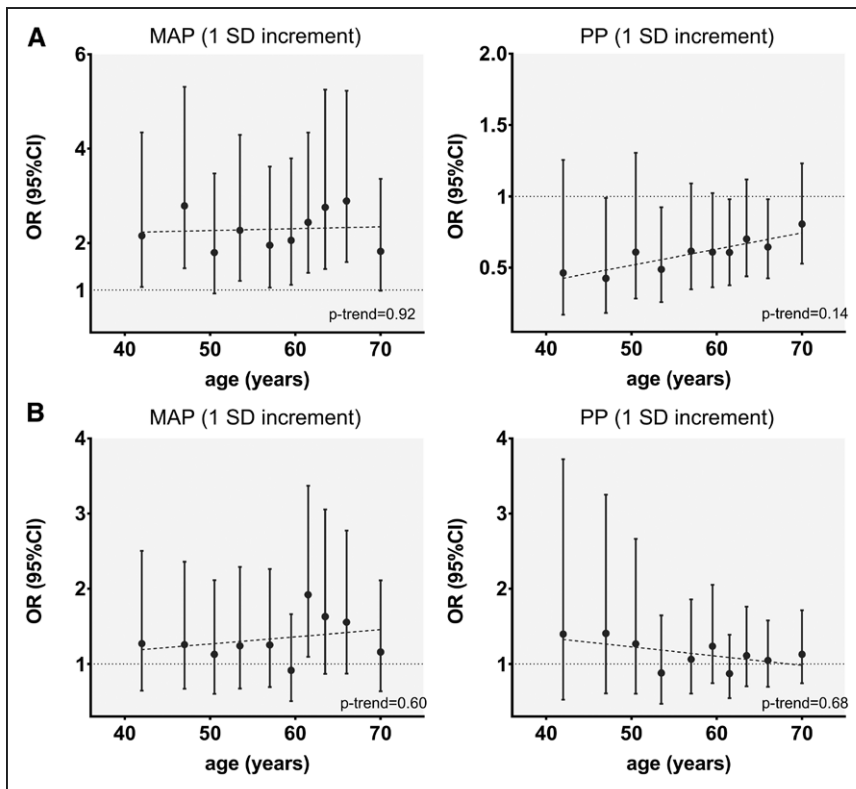 A
MAP (1 SD increment)
OR (95%CI)
6
4
2
1
p-trend=0.92
40 50 60 70
age (years)
PP (1 SD increment)
OR (95%CI)
2.0
1.5
1
0.5
p-trend=0.14
40 50 60 70
age (years)
B
MAP (1 SD increment)
OR (95%CI)
4
3
2
1
p-trend=0.60
40 50 60 70
age (years)
PP (1 SD increment)
OR (95%CI)
4
3
2
1
p-trend=0.68
40 50 60 70
age (years)